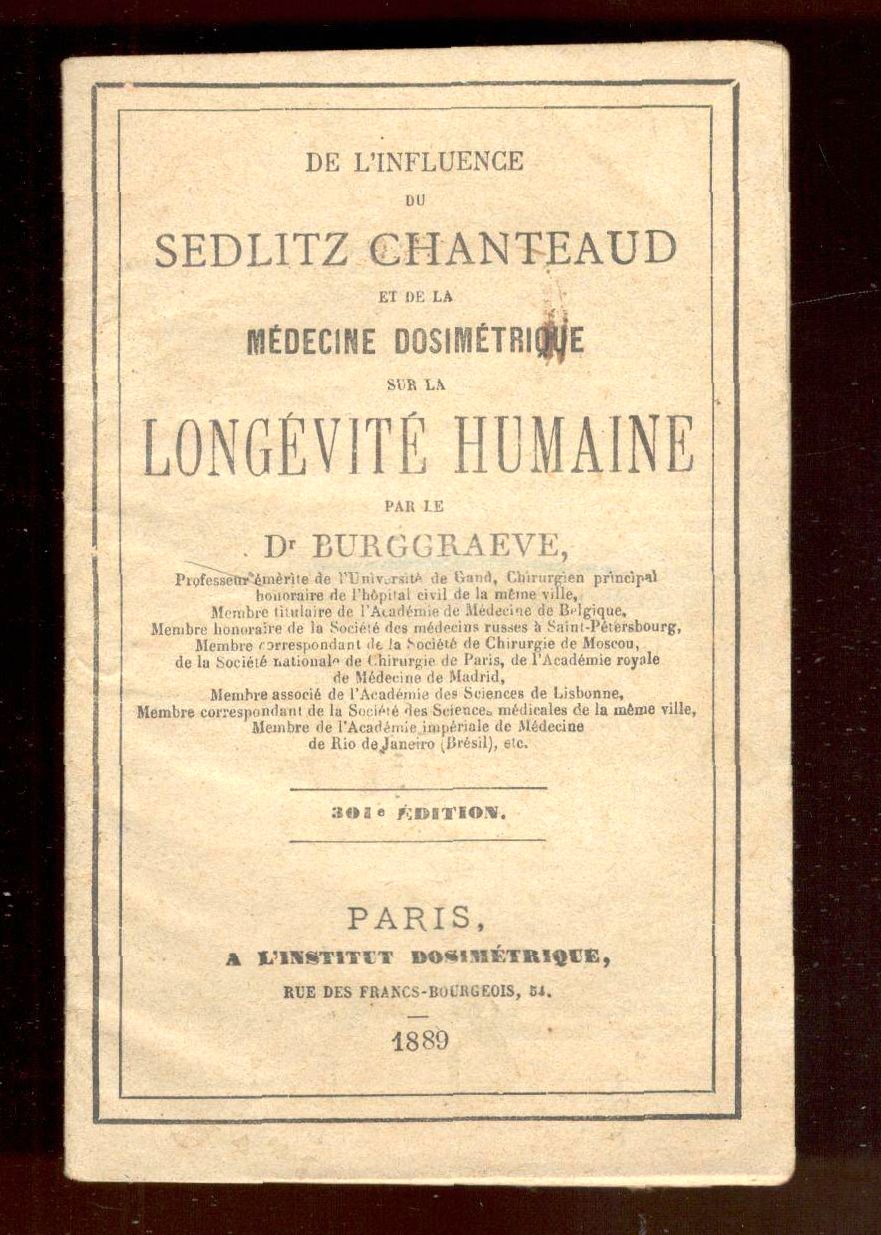 DE L'INFLUENCE
DU
SEDLITZ CHANTEAUD
ET DE LA
MÉDECINE DOSIMÉTRIQUE
SUR LA
LONGÉVITÉ HUMAINE
PAR LE
Dr BURGGRAEVE,
Professeur émérite de l'Université de Gand, Chirurgien principal
honoraire de l'hôpital civil de la même ville,
Membre titulaire de l'Académie de Médecine de Belgique,
Membre honoraire de la Société des médecins russes à Saint-Pétersbourg,
Membre correspondant de la Société de Chirurgie de Moscou,
de la Société nationale de Chirurgie de Paris, de l'Académie royale
de Médecine de Madrid,
Membre associé de l'Académie des Sciences de Lisbonne,
Membre correspondant de la Société des Sciences médicales de la même ville,
Membre de l'Académie impériale de Médecine
de Rio de Janeiro (Brésil), etc.
301e ÉDITION.
PARIS,
A L'INSTITUT DOSIMÉTRIQUE,
RUE DES FRANCS-BOURGEOIS, 54.
1889